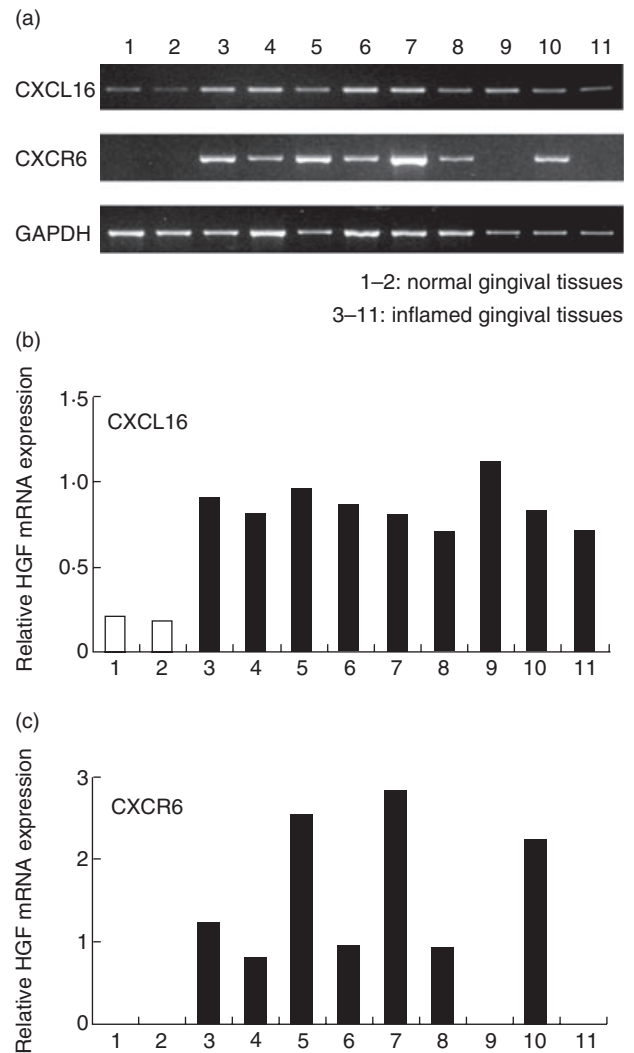 (a)
1 2 3 4 5 6 7 8 9 10 11
CXCL16
CXCR6
GAPDH
1–2: normal gingival tissues
3–11: inflamed gingival tissues
(b)
Relative HGF mRNA expression
1·5
CXCL16
1·0
0·5
0
1 2 3 4 5 6 7 8 9 10 11
(c)
Relative HGF mRNA expression
3
CXCR6
2
1
0
1 2 3 4 5 6 7 8 9 10 11